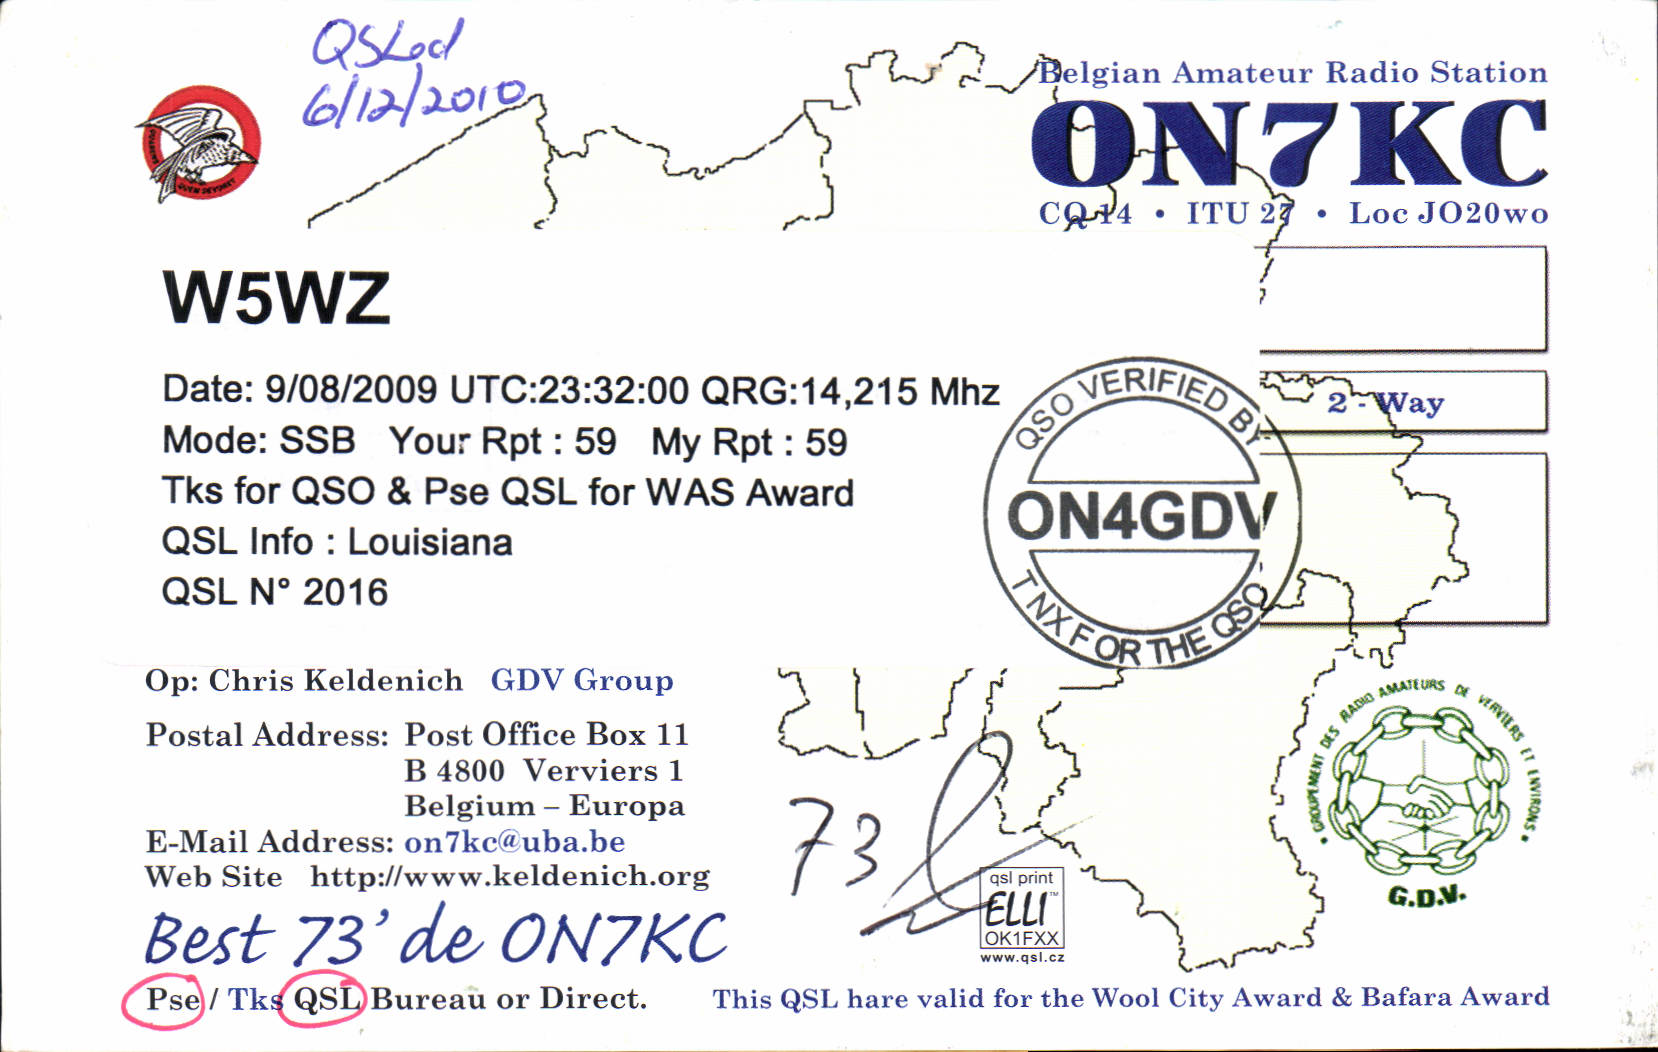 QSLed
6/12/2010
Belgian Amateur Radio Station
ON7KC
CQ 14 • ITU 27 • Loc JO20wo
QUEM DEVORET
W5WZ
Date: 9/08/2009 UTC:23:32:00 QRG:14,215 Mhz
Mode: SSB Your Rpt : 59 My Rpt : 59
Tks for QSO & Pse QSL for WAS Award
QSL Info : Louisiana
QSL N° 2016
2 - Way
QSO VERIFIED BY
ON4GDV
TNX FOR THE QSO
Op: Chris Keldenich GDV Group
Postal Address: Post Office Box 11
B 4800 Verviers 1
Belgium – Europa
E-Mail Address: on7kc@uba.be
Web Site http://www.keldenich.org
Best 73' de ON7KC
73
qsl print
ELLI™
OK1FXX
www.qsl.cz
• GROUPEMENT DES RADIO AMATEURS DE VERVIERS ET ENVIRONS •
G.D.V.
Pse / Tks QSL Bureau or Direct.
This QSL hare valid for the Wool City Award & Bafara Award